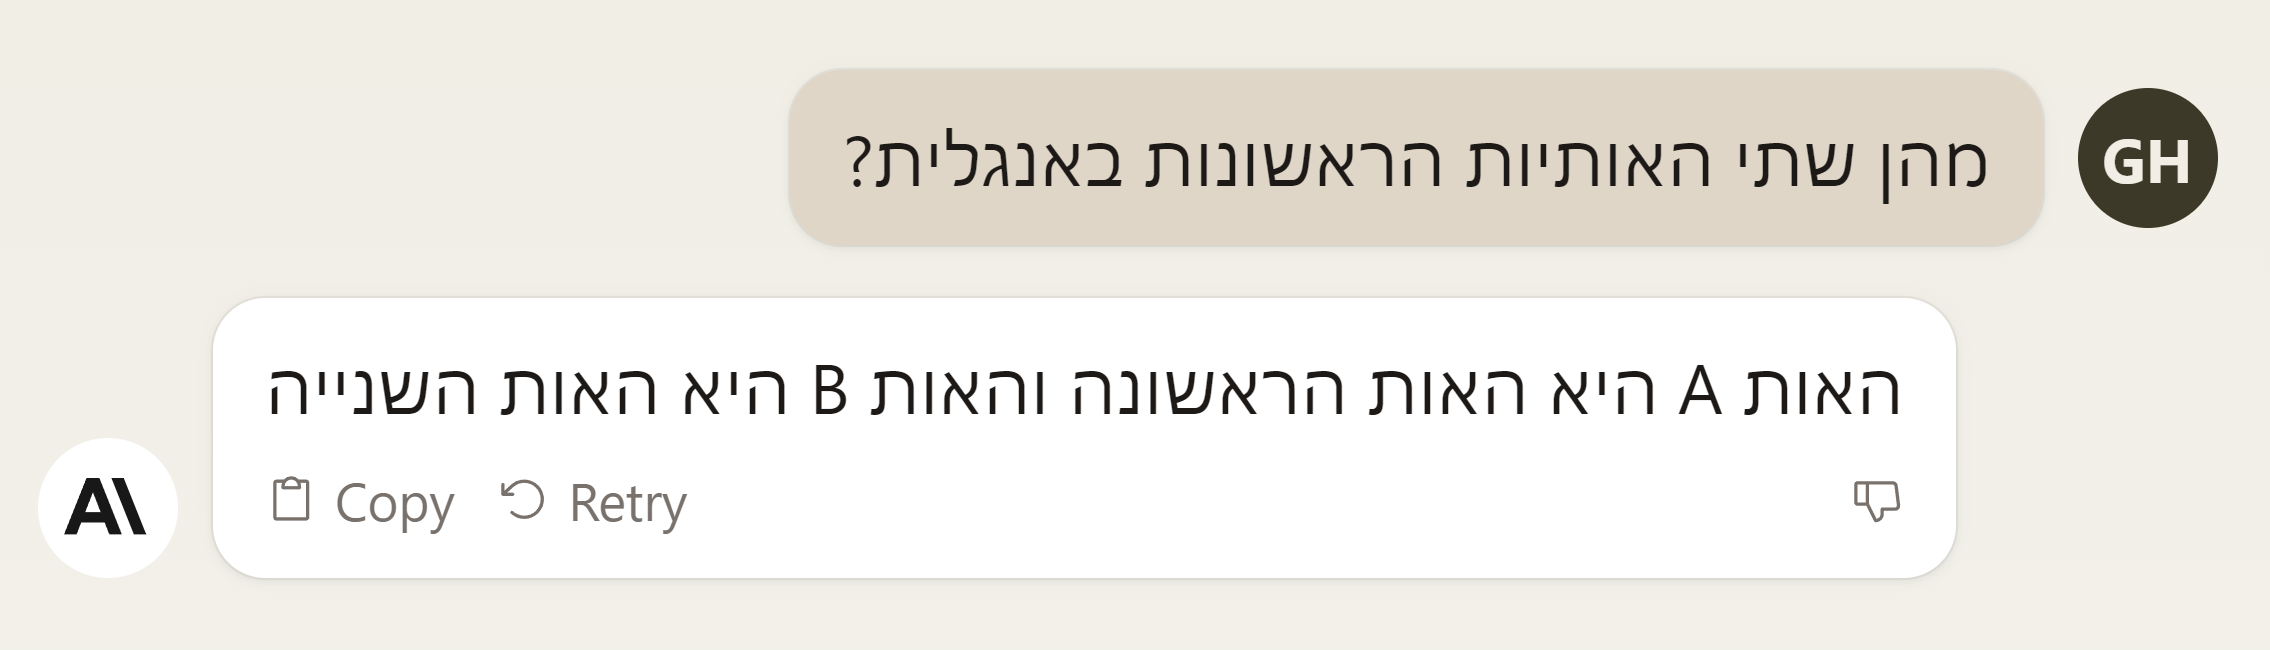 מהן שתי האותיות הראשונות באנגלית?
GH
האות A היא האות הראשונה והאות B היא האות השנייה
A\
Copy
Retry